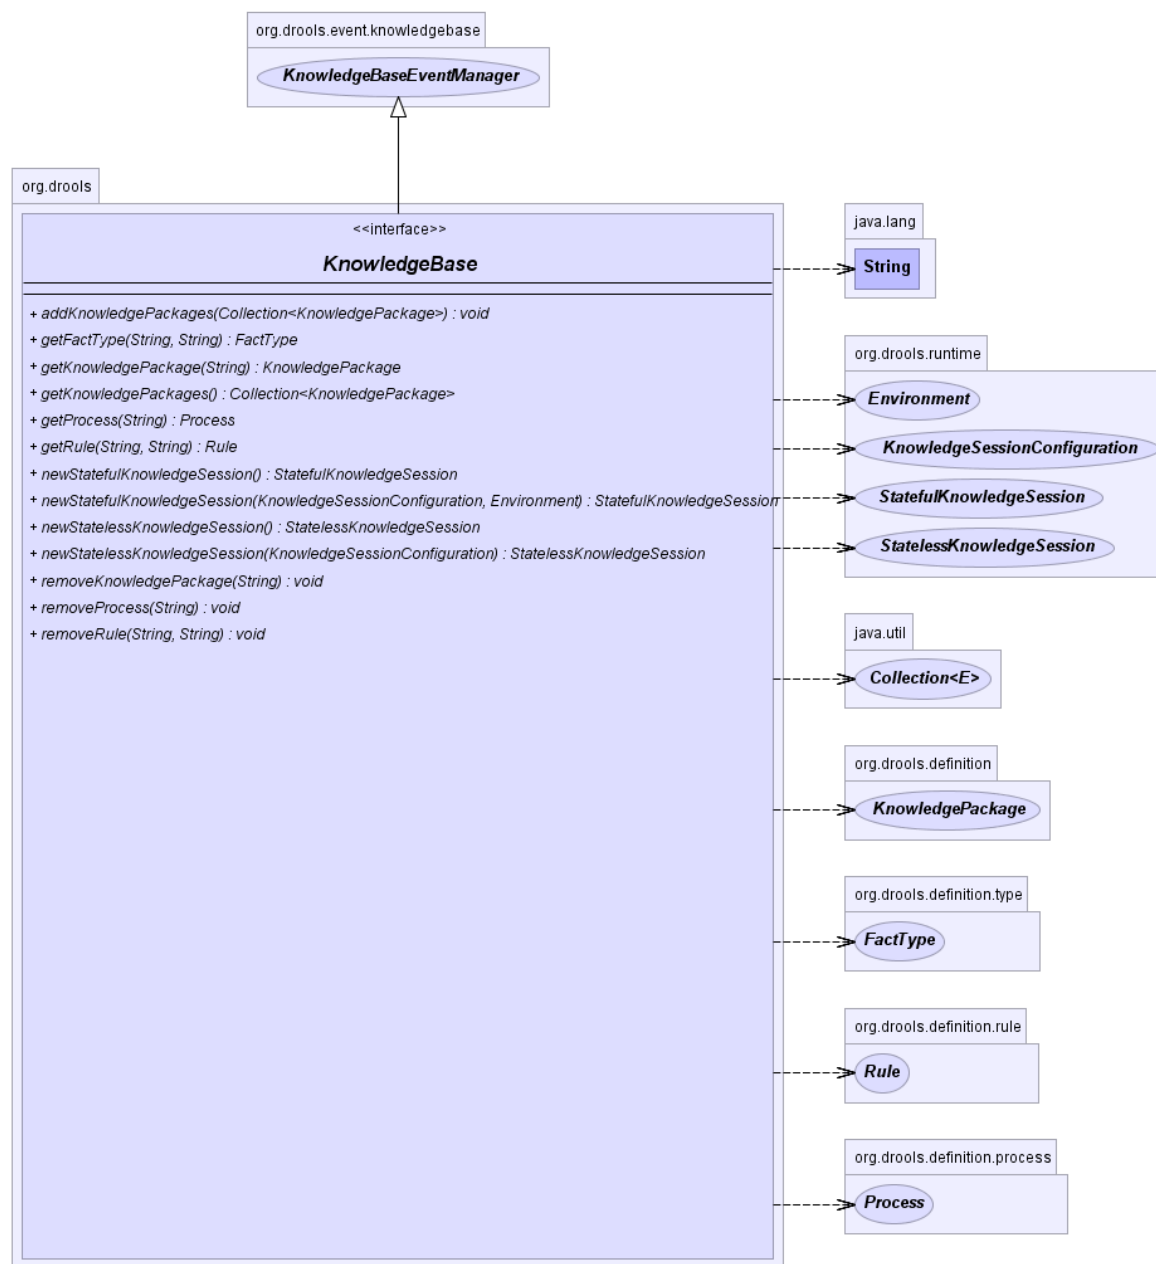 org.drools.event.knowledgebase
KnowledgeBaseEventManager
org.drools
<<interface>>
KnowledgeBase
+ addKnowledgePackages(Collection<KnowledgePackage>) : void
+ getFactType(String, String) : FactType
+ getKnowledgePackage(String) : KnowledgePackage
+ getKnowledgePackages() : Collection<KnowledgePackage>
+ getProcess(String) : Process
+ getRule(String, String) : Rule
+ newStatefulKnowledgeSession() : StatefulKnowledgeSession
+ newStatefulKnowledgeSession(KnowledgeSessionConfiguration, Environment) : StatefulKnowledgeSession
+ newStatelessKnowledgeSession() : StatelessKnowledgeSession
+ newStatelessKnowledgeSession(KnowledgeSessionConfiguration) : StatelessKnowledgeSession
+ removeKnowledgePackage(String) : void
+ removeProcess(String) : void
+ removeRule(String, String) : void
java.lang
String
org.drools.runtime
Environment
KnowledgeSessionConfiguration
StatefulKnowledgeSession
StatelessKnowledgeSession
java.util
Collection<E>
org.drools.definition
KnowledgePackage
org.drools.definition.type
FactType
org.drools.definition.rule
Rule
org.drools.definition.process
Process